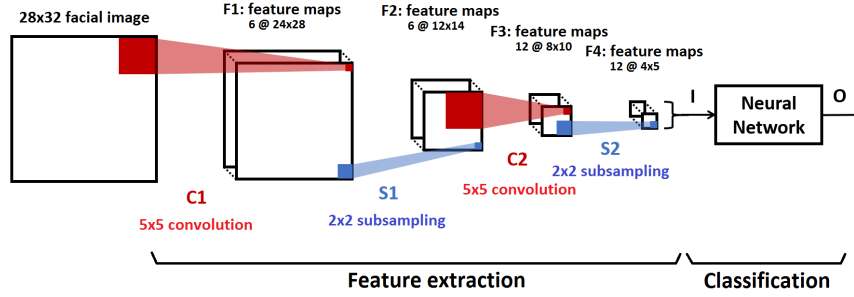 28x32 facial image
F1: feature maps
6 @ 24x28
F2: feature maps
6 @ 12x14
F3: feature maps
12 @ 8x10
F4: feature maps
12 @ 4x5
I
Neural
Network
O
C1
5x5 convolution
S1
2x2 subsampling
C2
5x5 convolution
S2
2x2 subsampling
Feature extraction
Classification